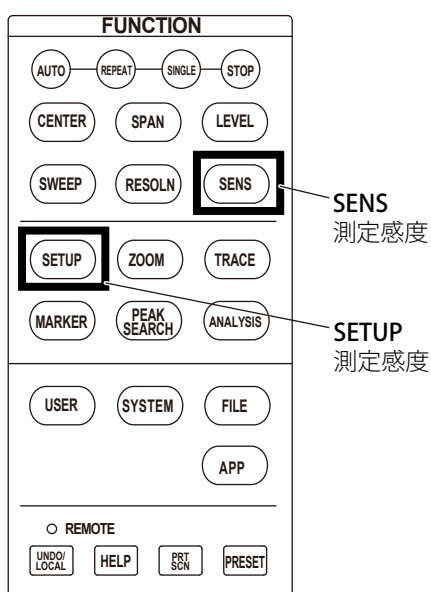 FUNCTION
AUTO REPEAT SINGLE STOP
CENTER SPAN LEVEL
SWEEP RESOLN SENS
SENS
測定感度
SETUP ZOOM TRACE
MARKER PEAK SEARCH ANALYSIS
SETUP
測定感度
USER SYSTEM FILE
APP
REMOTE
UNDO/LOCAL HELP PRT SCN PRESET